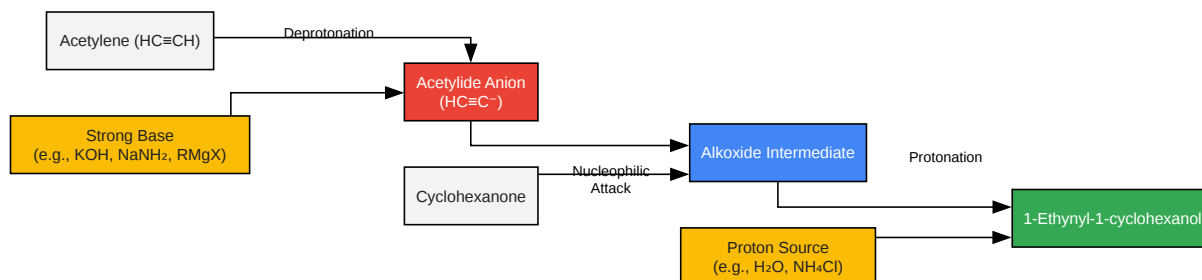 Acetylene (HC≡CH)
Deprotonation
Acetylide Anion
(HC≡C⁻)
Strong Base
(e.g., KOH, NaNH₂, RMgX)
Alkoxide Intermediate
Protonation
Cyclohexanone
Nucleophilic
Attack
1-Ethynyl-1-cyclohexanol
Proton Source
(e.g., H₂O, NH₄Cl)